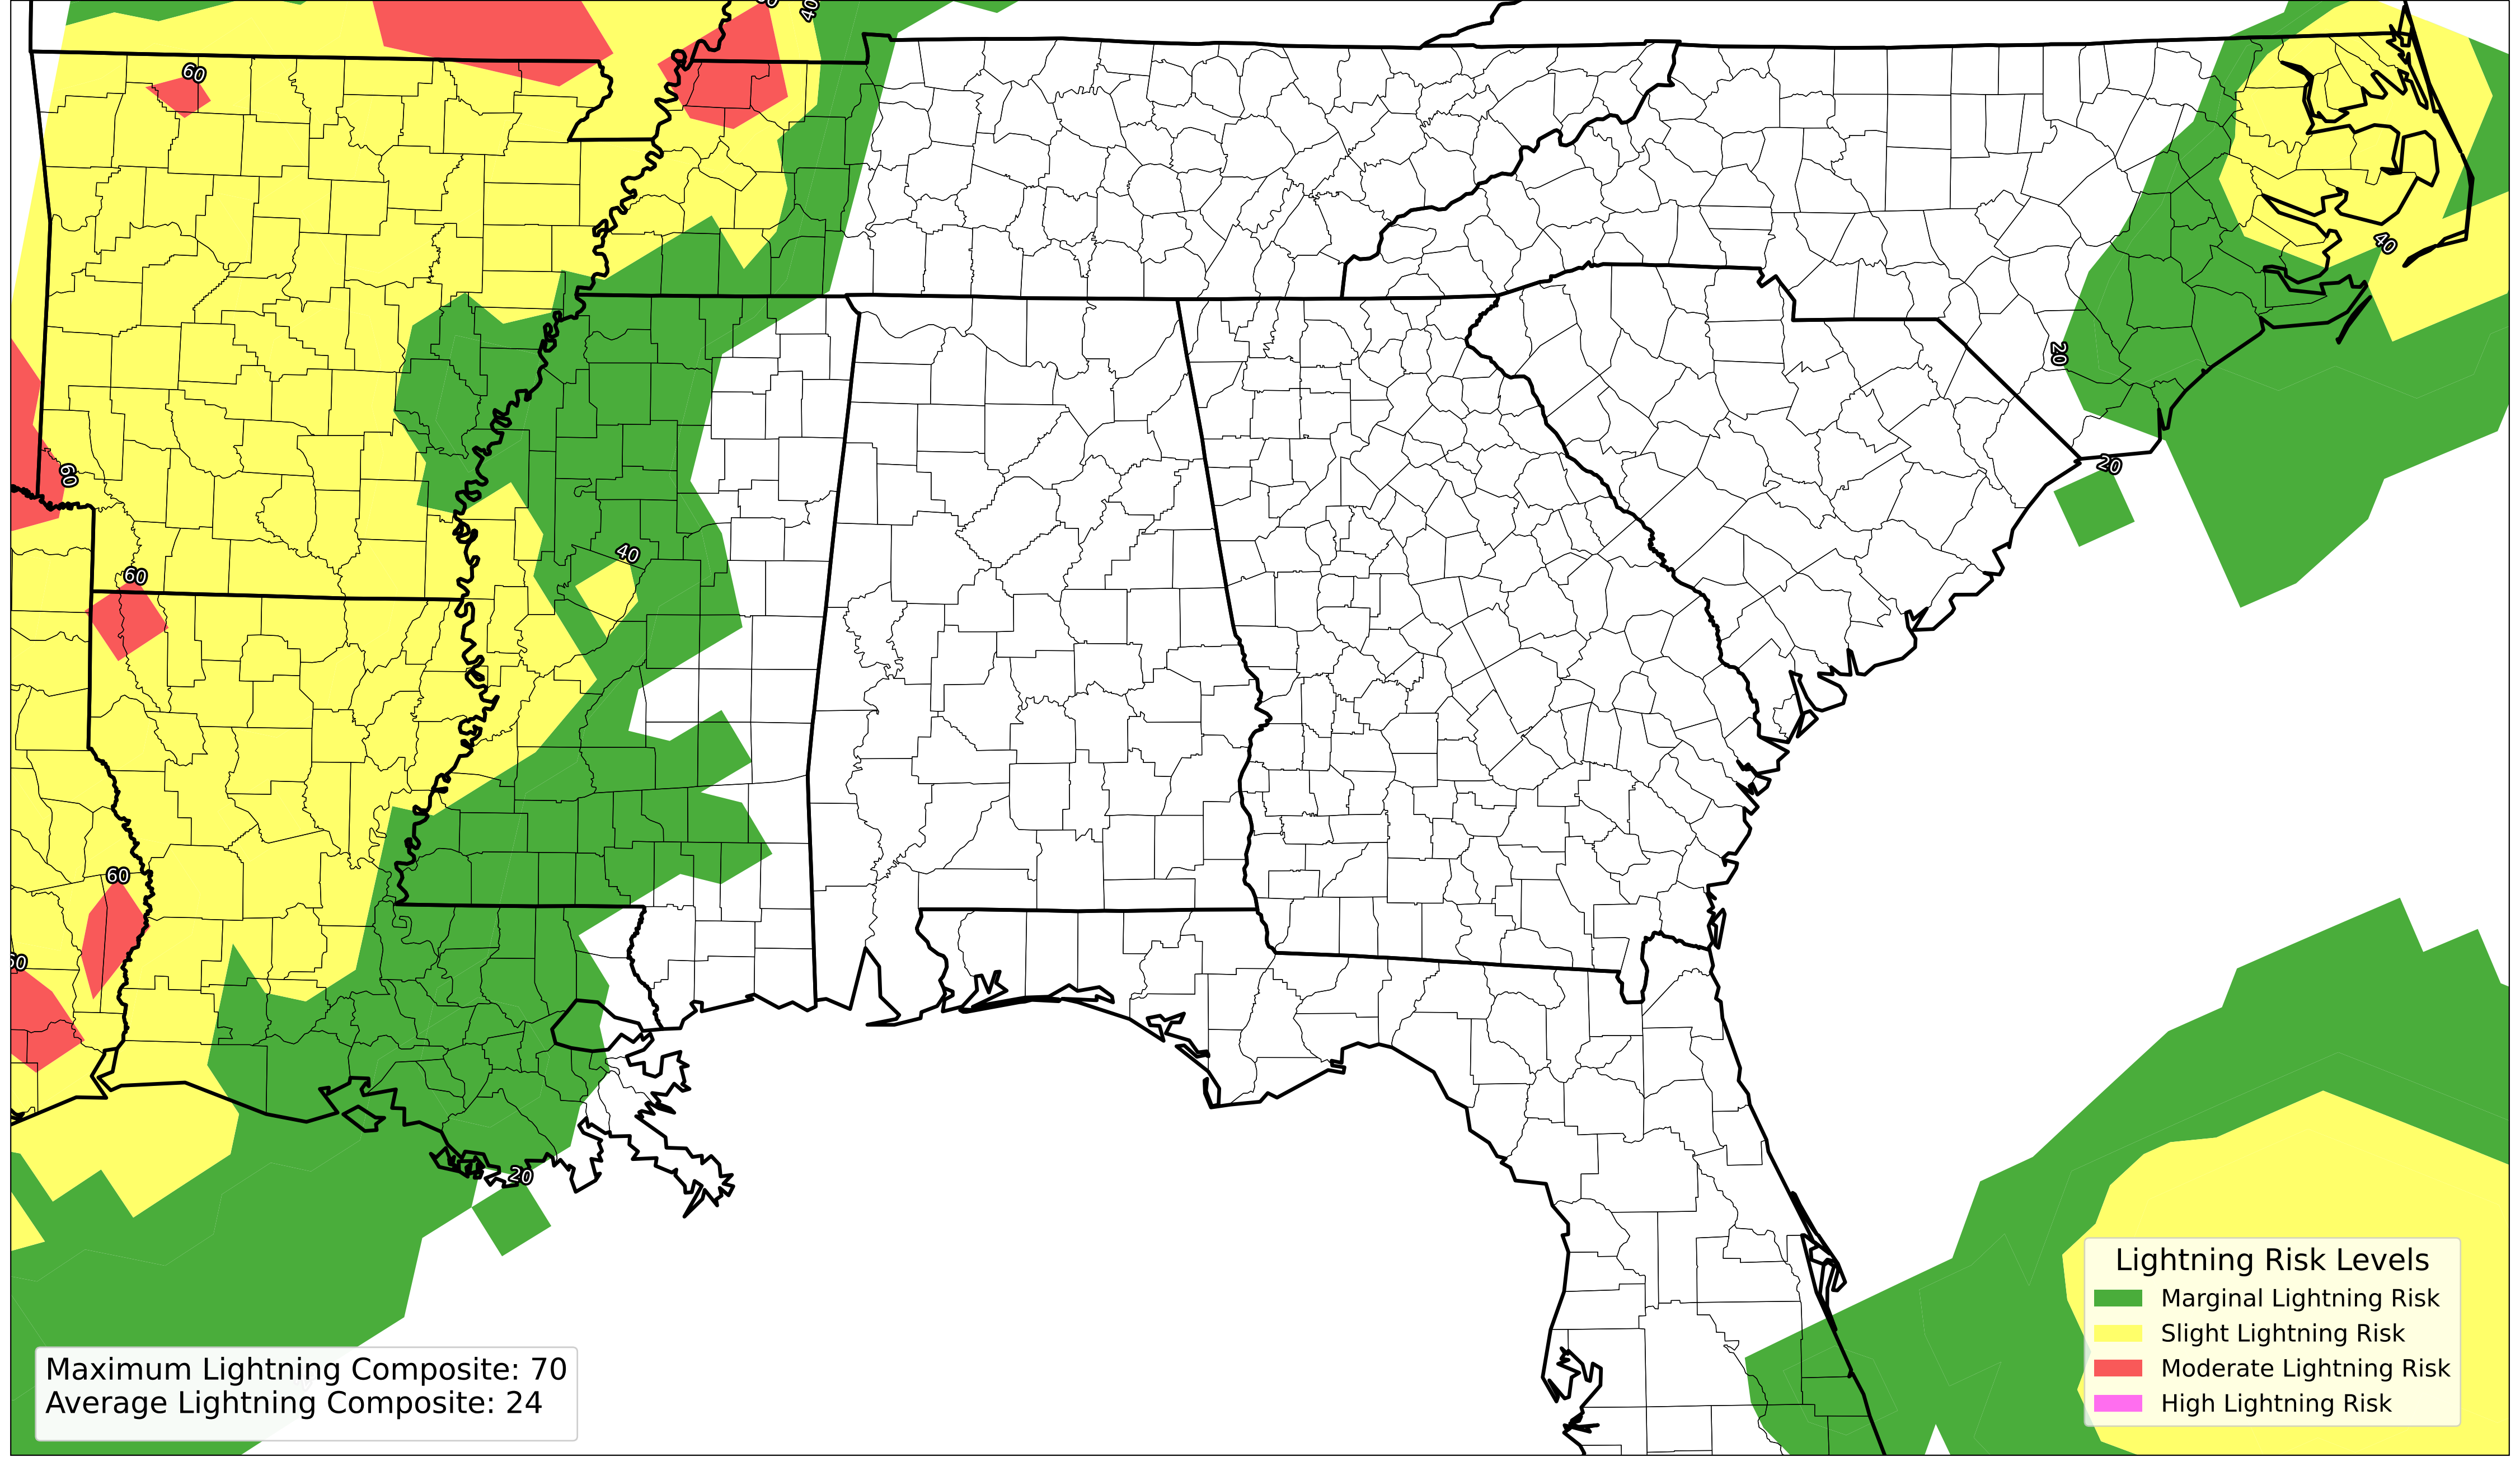 40
60
40
20
60
20
40
60
60
20
Lightning Risk Levels
Marginal Lightning Risk
Slight Lightning Risk
Moderate Lightning Risk
High Lightning Risk
Maximum Lightning Composite: 70
Average Lightning Composite: 24